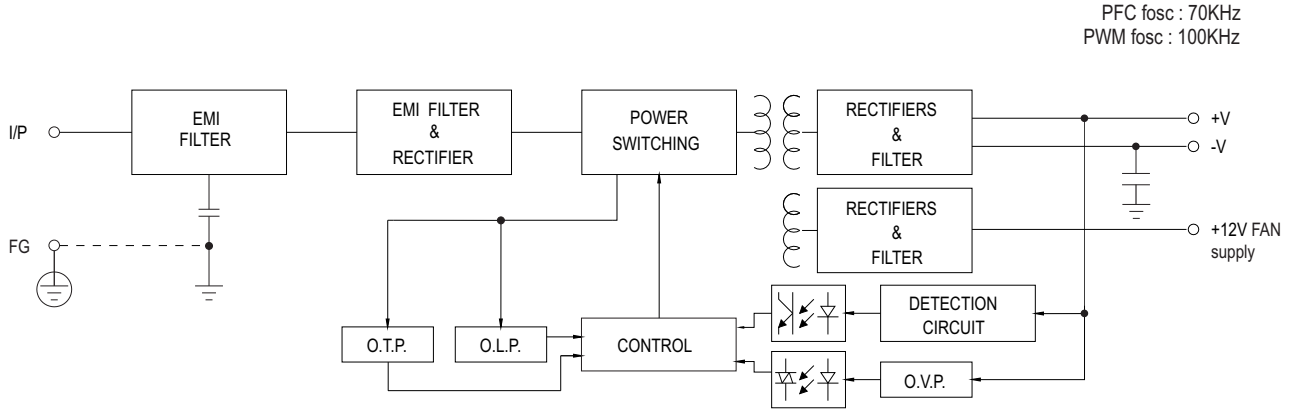 PFC fosc : 70KHz
PWM fosc : 100KHz
I/P
EMI
FILTER
EMI FILTER
&
RECTIFIER
POWER
SWITCHING
RECTIFIERS
&
FILTER
+V
-V
RECTIFIERS
&
FILTER
+12V FAN
supply
FG
O.T.P.
O.L.P.
CONTROL
DETECTION
CIRCUIT
O.V.P.